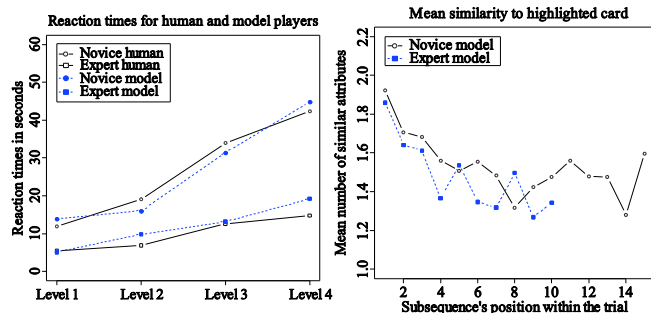 Reaction times for human and model players
Reaction times in seconds
60
50
40
30
20
10
0
Novice human
Expert human
Novice model
Expert model
Level 1 Level 2 Level 3 Level 4
Mean similarity to highlighted card
Mean number of similar attributes
2.2
1.8
1.6
1.4
1.2
1.0
Novice model
Expert model
2 4 6 8 10 12 14
Subsequence's position within the trial